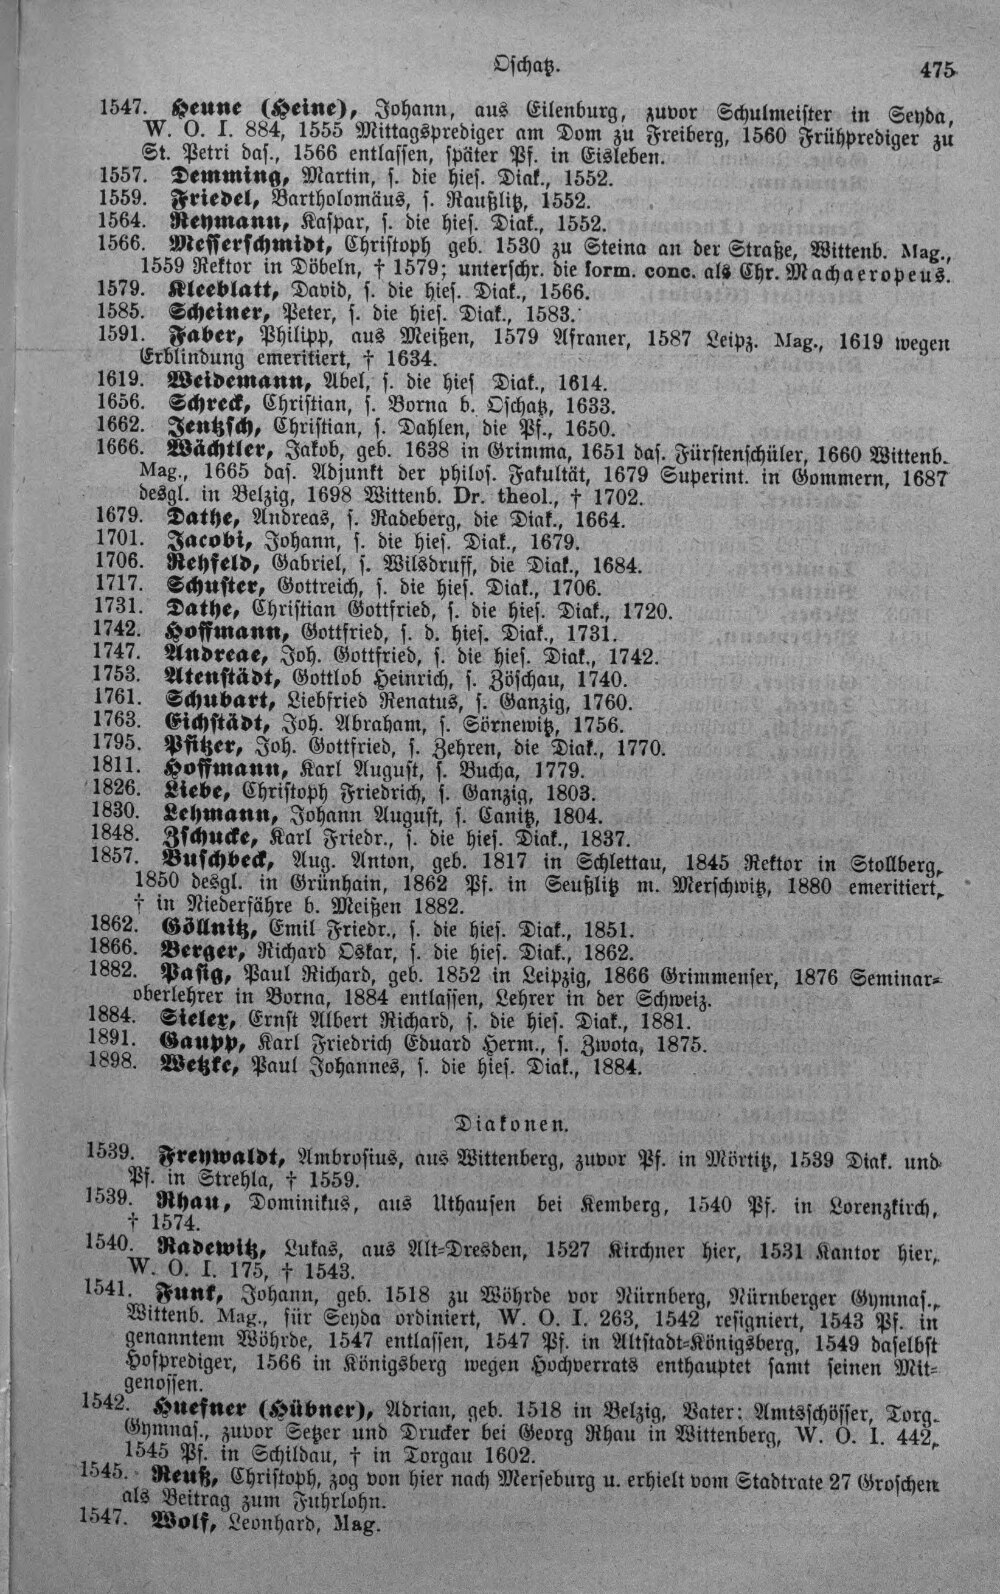 Oschatz.
475
1547. Henne (Heine), Johann, aus Eilenburg, zuvor Schulmeister in Seyda,
W. O. I. 884, 1555 Mittagsprediger am Dom zu Freiberg, 1560 Frühprediger zu
St. Petri das., 1566 entlassen, später Pf. in Eisleben.
1557. Demming, Martin, s. die hies. Diak., 1552.
1559. Friedel, Bartholomäus, s. Raußlitz, 1552.
1564. Reymann, Kaspar, s. die hies. Diak., 1552.
1566. Messerschmidt, Christoph geb. 1530 zu Steina an der Straße, Wittenb. Mag.,
1559 Rektor in Döbeln, † 1579; unterschr. die form. conc. als Chr. Machaeropeus.
1579. Kleeblatt, David, s. die hies. Diak., 1566.
1585. Scheiner, Peter, s. die hies. Diak., 1583.
1591. Faber, Philipp, aus Meißen, 1579 Afraner, 1587 Leipz. Mag., 1619 wegen
Erblindung emeritiert, † 1634.
1619. Weidemann, Abel, s. die hies Diak., 1614.
1656. Schreck, Christian, s. Borna b. Oschatz, 1633.
1662. Jentzsch, Christian, s. Dahlen, die Pf., 1650.
1666. Wächtler, Jakob, geb. 1638 in Grimma, 1651 das. Fürstenschüler, 1660 Wittenb.
Mag., 1665 das. Adjunkt der philos. Fakultät, 1679 Superint. in Gommern, 1687
desgl. in Belzig, 1698 Wittenb. Dr. theol., † 1702.
1679. Dathe, Andreas, s. Radeberg, die Diak., 1664.
1701. Jacobi, Johann, s. die hies. Diak., 1679.
1706. Rehfeld, Gabriel, s. Wilsdruff, die Diak., 1684.
1717. Schuster, Gottreich, s. die hies. Diak., 1706.
1731. Dathe, Christian Gottfried, s. die hies. Diak., 1720.
1742. Hoffmann, Gottfried, s. d. hies. Diak., 1731.
1747. Andreae, Joh. Gottfried, s. die hies. Diak., 1742.
1753. Atenstädt, Gottlob Heinrich, s. Zöschau, 1740.
1761. Schubart, Liebfried Renatus, s. Ganzig, 1760.
1763. Eichstädt, Joh. Abraham, s. Sörnewitz, 1756.
1795. Pfitzer, Joh. Gottfried, s. Zehren, die Diak., 1770.
1811. Hoffmann, Karl August, s. Bucha, 1779.
1826. Liebe, Christoph Friedrich, s. Ganzig, 1803.
1830. Lehmann, Johann August, s. Canitz, 1804.
1848. Zschucke, Karl Friedr., s. die hies. Diak., 1837.
1857. Buschbeck, Aug. Anton, geb. 1817 in Schlettau, 1845 Rektor in Stollberg,
1850 desgl. in Grünhain, 1862 Pf. in Seußlitz m. Merschwitz, 1880 emeritiert,
† in Niederfähre b. Meißen 1882.
1862. Göllnitz, Emil Friedr., s. die hies. Diak., 1851.
1866. Berger, Richard Oskar, s. die hies. Diak., 1862.
1882. Pasig, Paul Richard, geb. 1852 in Leipzig, 1866 Grimmenser, 1876 Seminar-
oberlehrer in Borna, 1884 entlassen, Lehrer in der Schweiz.
1884. Sieler, Ernst Albert Richard, s. die hies. Diak., 1881.
1891. Gaupp, Karl Friedrich Eduard Herm., s. Zwota, 1875.
1898. Wetzke, Paul Johannes, s. die hies. Diak., 1884.
Diakonen.
1539. Freywaldt, Ambrosius, aus Wittenberg, zuvor Pf. in Mörtitz, 1539 Diak. und
Pf. in Strehla, † 1559.
1539. Rhau, Dominikus, aus Uthausen bei Kemberg, 1540 Pf. in Lorenzkirch,
† 1574.
1540. Radewitz, Lukas, aus Alt-Dresden, 1527 Kirchner hier, 1531 Kantor hier,
W. O. I. 175, † 1543.
1541. Funk, Johann, geb. 1518 zu Wöhrde vor Nürnberg, Nürnberger Gymnas.,
Wittenb. Mag., für Seyda ordiniert, W. O. I. 263, 1542 resigniert, 1543 Pf. in
genanntem Wöhrde, 1547 entlassen, 1547 Pf. in Altstadt-Königsberg, 1549 daselbst
Hofprediger, 1566 in Königsberg wegen Hochverrats enthauptet samt seinen Mit-
genossen.
1542. Huefner (Hübner), Adrian, geb. 1518 in Belzig, Vater: Amtsschösser, Torg.
Gymnas., zuvor Setzer und Drucker bei Georg Rhau in Wittenberg, W. O. I. 442,
1545 Pf. in Schildau, † in Torgau 1602.
1545. Reuß, Christoph, zog von hier nach Merseburg u. erhielt vom Stadtrate 27 Groschen
als Beitrag zum Fuhrlohn.
1547. Wolf, Leonhard, Mag.